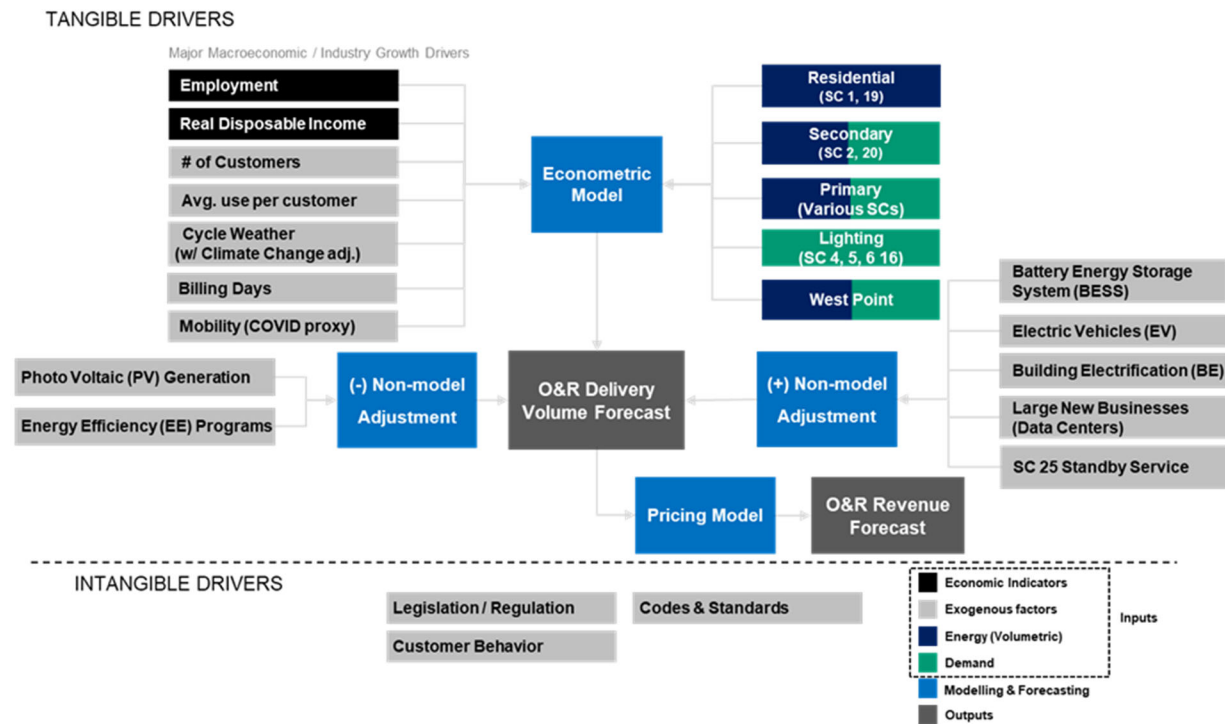 TANGIBLE DRIVERS
Major Macroeconomic / Industry Growth Drivers
Employment
Real Disposable Income
# of Customers
Avg. use per customer
Cycle Weather
(w/ Climate Change adj.)
Billing Days
Mobility (COVID proxy)
Econometric
Model
Residential
(SC 1, 19)
Secondary
(SC 2, 20)
Primary
(Various SCs)
Lighting
(SC 4, 5, 6 16)
West Point
Battery Energy Storage
System (BESS)
Electric Vehicles (EV)
Building Electrification (BE)
Large New Businesses
(Data Centers)
SC 25 Standby Service
Photo Voltaic (PV) Generation
Energy Efficiency (EE) Programs
(-) Non-model
Adjustment
O&R Delivery
Volume Forecast
(+) Non-model
Adjustment
Pricing Model
O&R Revenue
Forecast
INTANGIBLE DRIVERS
Legislation / Regulation
Codes & Standards
Customer Behavior
Economic Indicators
Exogenous factors
Energy (Volumetric)
Demand
Inputs
Modelling & Forecasting
Outputs